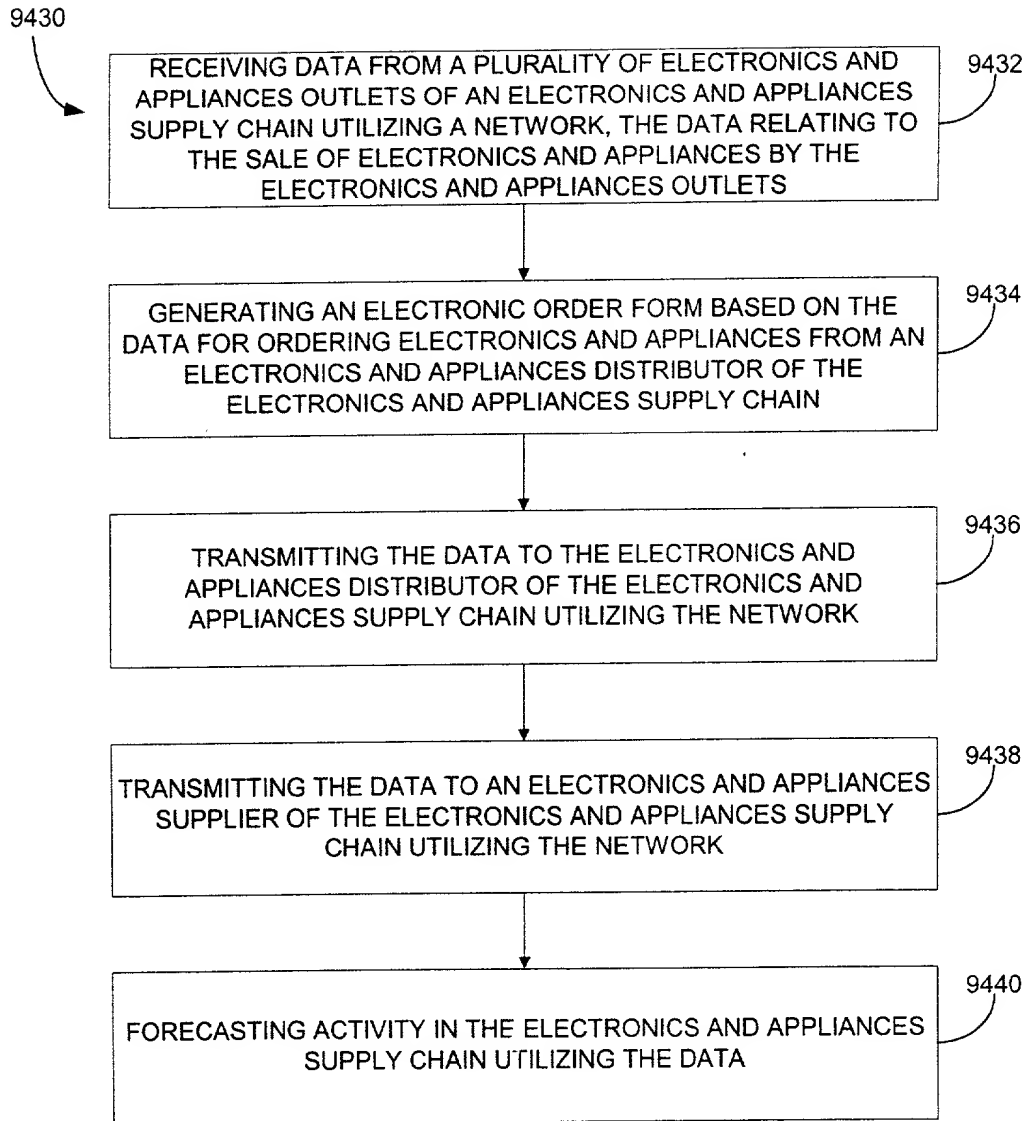 9430
RECEIVING DATA FROM A PLURALITY OF ELECTRONICS AND
APPLIANCES OUTLETS OF AN ELECTRONICS AND APPLIANCES
SUPPLY CHAIN UTILIZING A NETWORK, THE DATA RELATING TO
THE SALE OF ELECTRONICS AND APPLIANCES BY THE
ELECTRONICS AND APPLIANCES OUTLETS
9432
GENERATING AN ELECTRONIC ORDER FORM BASED ON THE
DATA FOR ORDERING ELECTRONICS AND APPLIANCES FROM AN
ELECTRONICS AND APPLIANCES DISTRIBUTOR OF THE
ELECTRONICS AND APPLIANCES SUPPLY CHAIN
9434
TRANSMITTING THE DATA TO THE ELECTRONICS AND
APPLIANCES DISTRIBUTOR OF THE ELECTRONICS AND
APPLIANCES SUPPLY CHAIN UTILIZING THE NETWORK
9436
TRANSMITTING THE DATA TO AN ELECTRONICS AND APPLIANCES
SUPPLIER OF THE ELECTRONICS AND APPLIANCES SUPPLY
CHAIN UTILIZING THE NETWORK
9438
FORECASTING ACTIVITY IN THE ELECTRONICS AND APPLIANCES
SUPPLY CHAIN UTILIZING THE DATA
9440